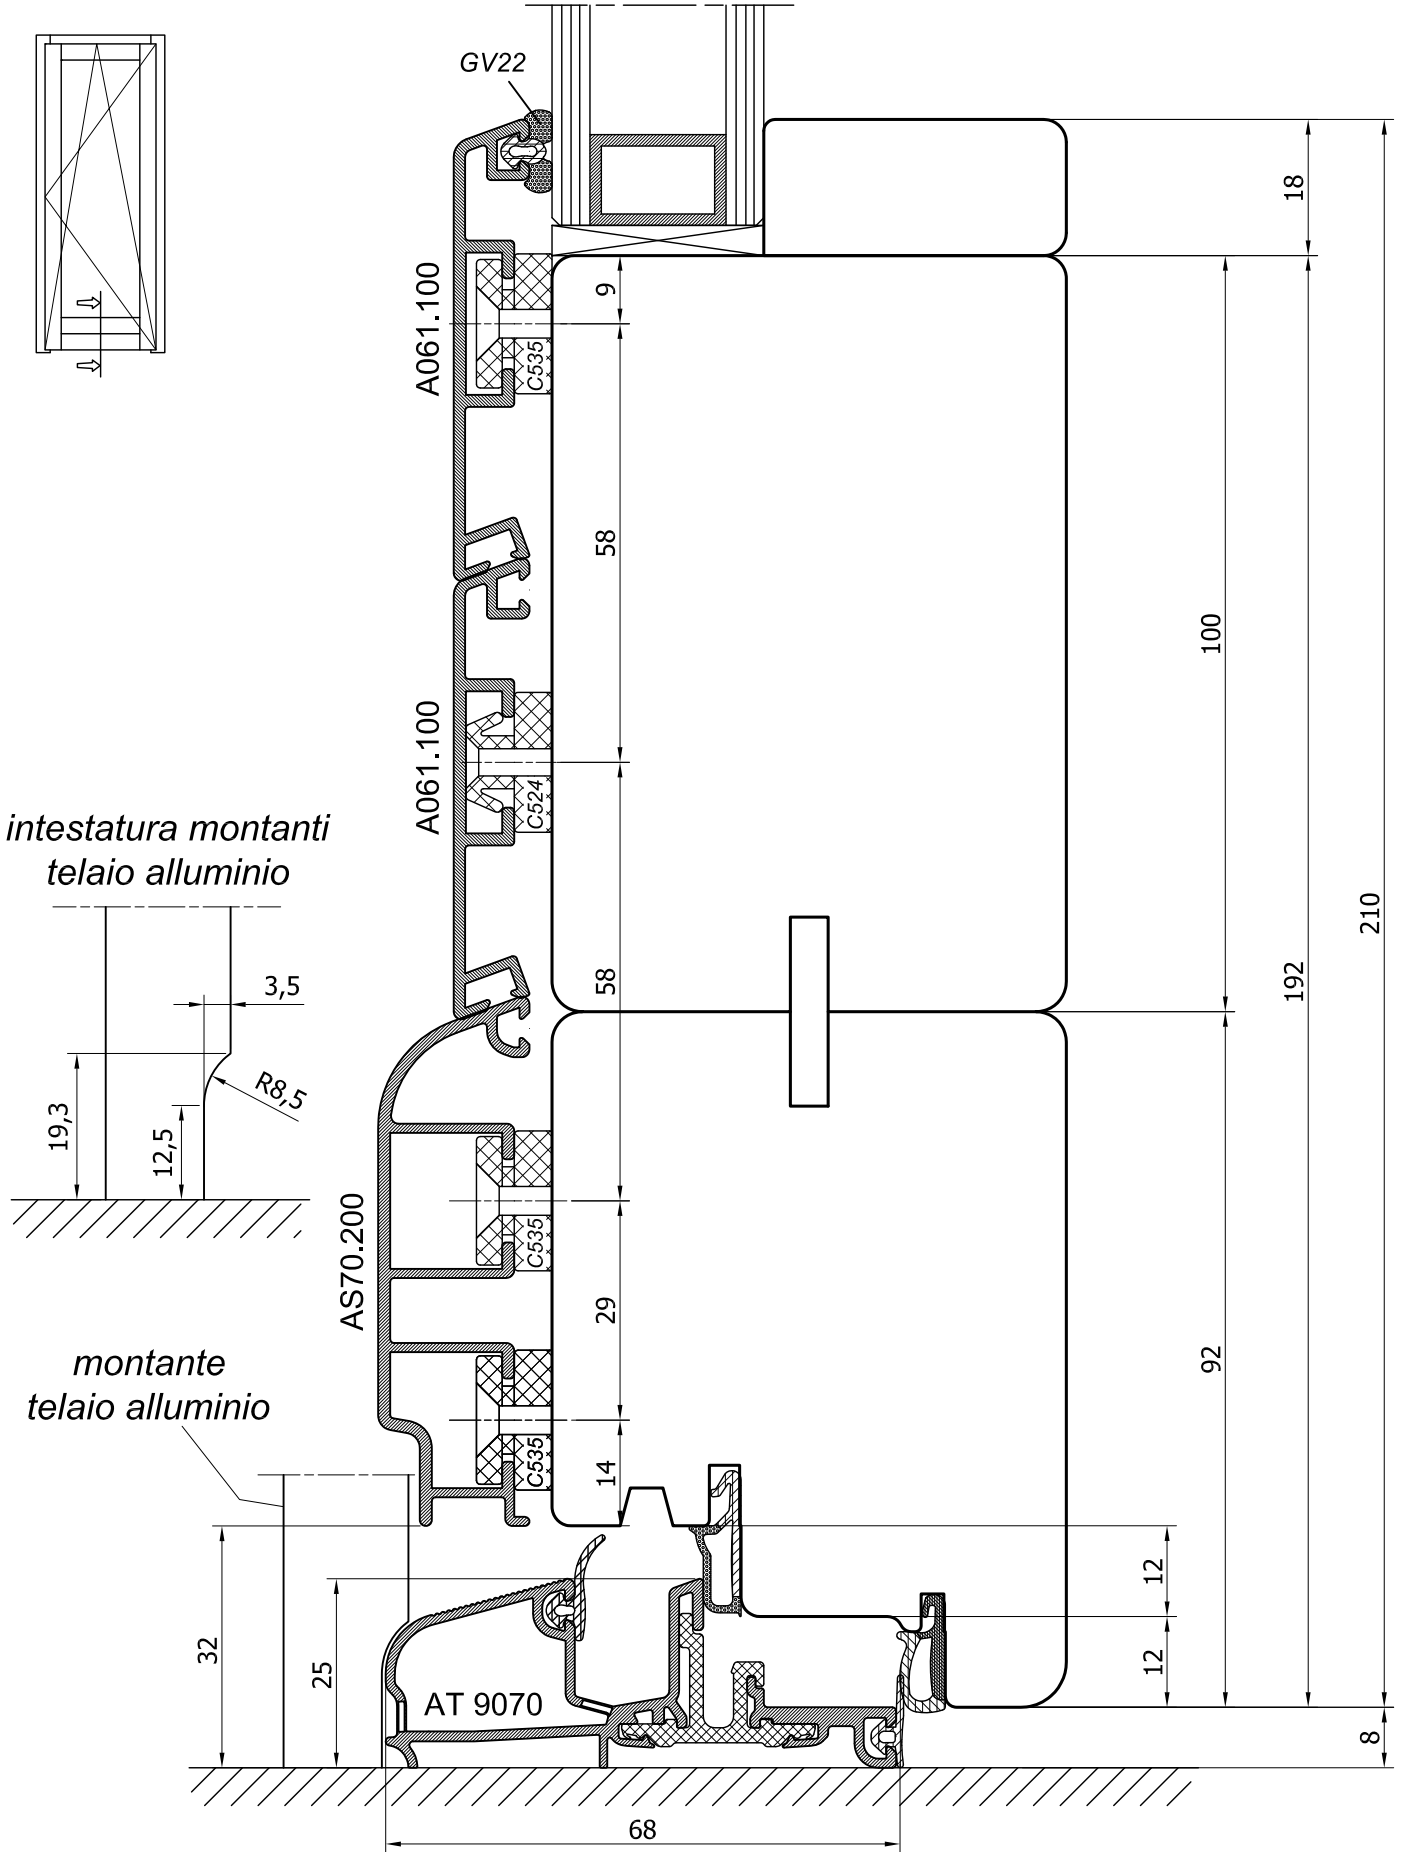 GV22
18
9
A061.100
C535
58
100
A061.100
C524
intestatura montanti
telaio alluminio
210
58
192
3,5
R8,5
19,3
12,5
AS70.200
C535
29
92
montante
telaio alluminio
C535
14
12
32
25
12
AT 9070
8
68